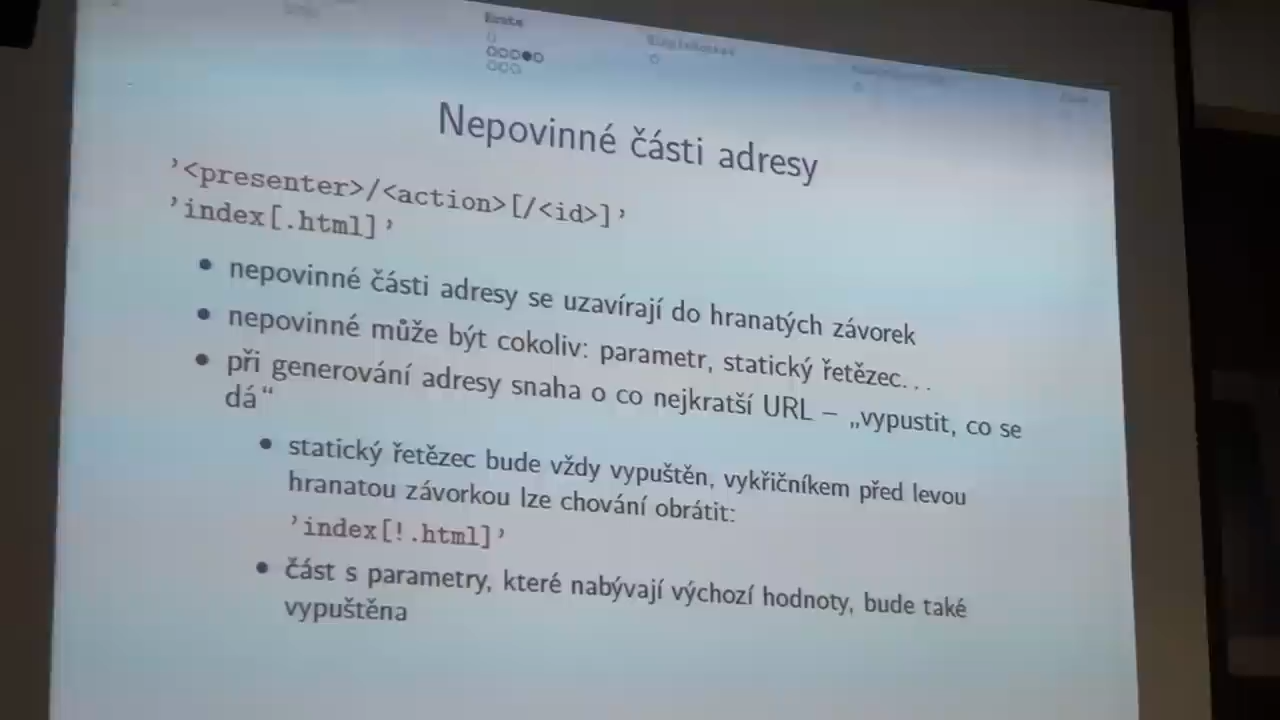 Nepovinné části adresy
'<presenter>/<action>[/<id>]'
'index[.html]'
• nepovinné části adresy se uzavírají do hranatých závorek
• nepovinné může být cokoliv: parametr, statický řetězec...
• při generování adresy snaha o co nejkratší URL – „vypustit, co se
dá“
• statický řetězec bude vždy vypuštěn, vykřičníkem před levou
hranatou závorkou lze chování obrátit:
'index[!.html]'
• část s parametry, které nabývají výchozí hodnoty, bude také
vypuštěna